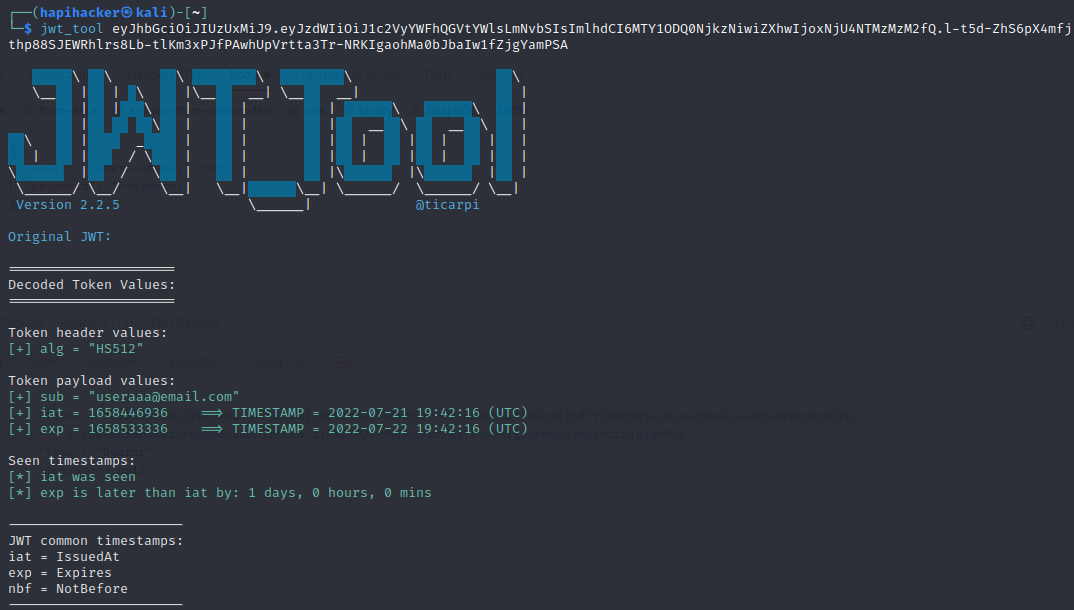 ┌──(hapihacker㉿kali)-[~]
└─$ jwt_tool eyJhbGciOiJIUzUxMiJ9.eyJzdWIiOiJ1c2VyYWFhQGVtYWlsLmNvbSIsImlhdCI6MTY1ODQ0NjkzNiwiZXhwIjoxNjU4NTMzMzM2fQ.l-t5d-ZhS6pX4mfj
thp88SJEWRhlrs8Lb-tlKm3xPJfPAwhUpVrtta3Tr-NRKIgaohMa0bJbaIw1fZjgYamPSA
JWT_Tool
Version 2.2.5 @ticarpi
Original JWT:
=====================
Decoded Token Values:
=====================
Token header values:
[+] alg = "HS512"
Token payload values:
[+] sub = "useraaa@email.com"
[+] iat = 1658446936 ==> TIMESTAMP = 2022-07-21 19:42:16 (UTC)
[+] exp = 1658533336 ==> TIMESTAMP = 2022-07-22 19:42:16 (UTC)
Seen timestamps:
[*] iat was seen
[*] exp is later than iat by: 1 days, 0 hours, 0 mins
----------------------
JWT common timestamps:
iat = IssuedAt
exp = Expires
nbf = NotBefore
----------------------